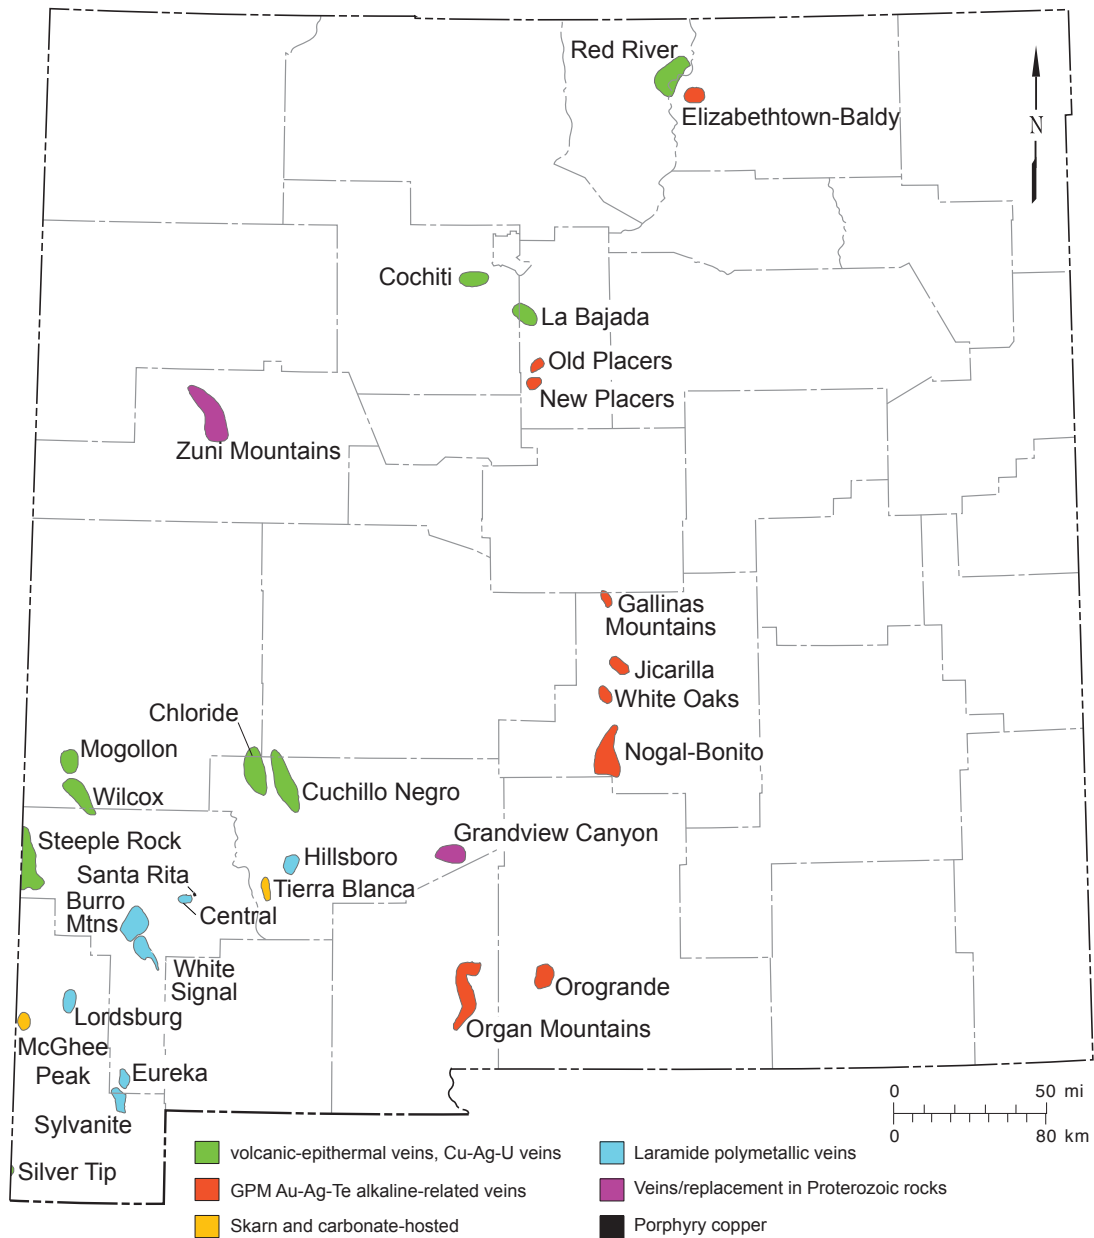 Red River
Elizabethtown-Baldy
N
Cochiti
La Bajada
Old Placers
New Placers
Zuni Mountains
Gallinas
Mountains
Jicarilla
White Oaks
Nogal-Bonito
Chloride
Mogollon
Wilcox
Cuchillo Negro
Steeple Rock
Grandview Canyon
Hillsboro
Santa Rita
Tierra Blanca
Burro
Mtns
Central
White
Signal
Orogrande
Organ Mountains
Lordsburg
McGhee
Peak
Eureka
Sylvanite
Silver Tip
0 50 mi
0 80 km
volcanic-epithermal veins, Cu-Ag-U veins
GPM Au-Ag-Te alkaline-related veins
Skarn and carbonate-hosted
Laramide polymetallic veins
Veins/replacement in Proterozoic rocks
Porphyry copper